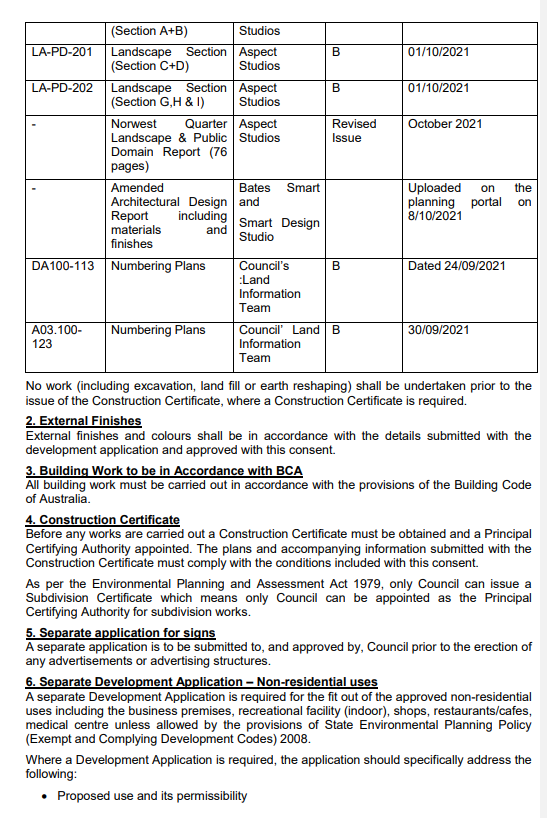 (Section A+B) Studios
LA-PD-201 Landscape Section Aspect B 01/10/2021
(Section C+D) Studios
LA-PD-202 Landscape Section Aspect B 01/10/2021
(Section G,H & I) Studios
- Norwest Quarter Aspect Revised October 2021
Landscape & Public Studios Issue
Domain Report (76
pages)
- Amended Bates Smart Uploaded on the
Architectural Design and planning portal on
Report including Smart Design 8/10/2021
materials and Studio
finishes
DA100-113 Numbering Plans Council's B Dated 24/09/2021
:Land
Information
Team
A03.100- Numbering Plans Council' Land B 30/09/2021
123 Information
Team
No work (including excavation, land fill or earth reshaping) shall be undertaken prior to the
issue of the Construction Certificate, where a Construction Certificate is required.
2. External Finishes
External finishes and colours shall be in accordance with the details submitted with the
development application and approved with this consent.
3. Building Work to be in Accordance with BCA
All building work must be carried out in accordance with the provisions of the Building Code
of Australia.
4. Construction Certificate
Before any works are carried out a Construction Certificate must be obtained and a Principal
Certifying Authority appointed. The plans and accompanying information submitted with the
Construction Certificate must comply with the conditions included with this consent.
As per the Environmental Planning and Assessment Act 1979, only Council can issue a
Subdivision Certificate which means only Council can be appointed as the Principal
Certifying Authority for subdivision works.
5. Separate application for signs
A separate application is to be submitted to, and approved by, Council prior to the erection of
any advertisements or advertising structures.
6. Separate Development Application – Non-residential uses
A separate Development Application is required for the fit out of the approved non-residential
uses including the business premises, recreational facility (indoor), shops, restaurants/cafes,
medical centre unless allowed by the provisions of State Environmental Planning Policy
(Exempt and Complying Development Codes) 2008.
Where a Development Application is required, the application should specifically address the
following:
• Proposed use and its permissibility